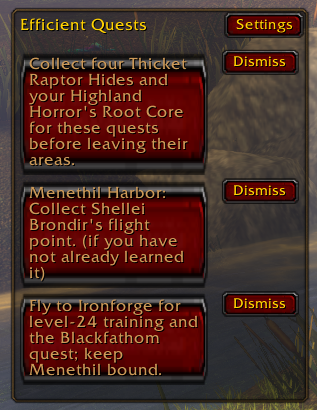 Efficient Quests
Settings
Collect four Thicket
Raptor Hides and
your Highland
Horror's Root Core
for these quests
before leaving their
areas.
Dismiss
Menethil Harbor:
Collect Shellei
Brondir's flight
point. (if you have
not already learned
it)
Dismiss
Fly to Ironforge for
level-24 training and
the Blackfathom
quest; keep
Menethil bound.
Dismiss